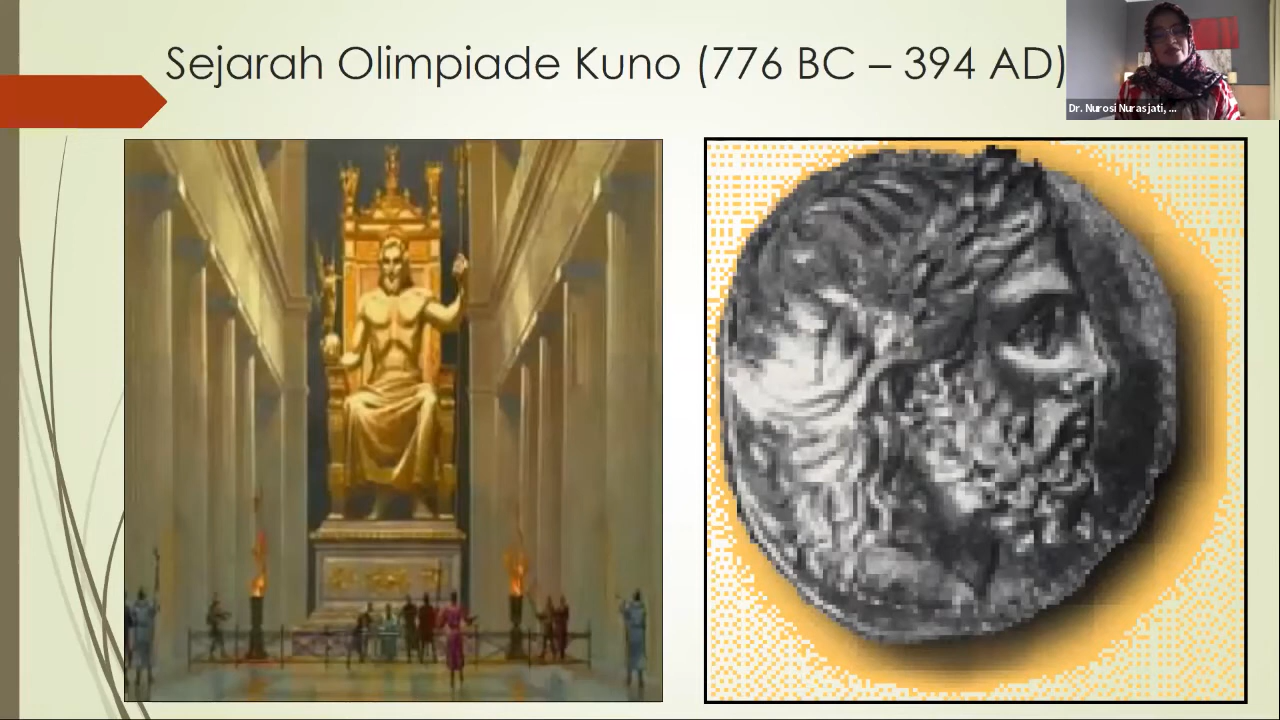 Sejarah Olimpiade Kuno (776 BC – 394 AD)
Dr. Nurosi Nurasjati, ...